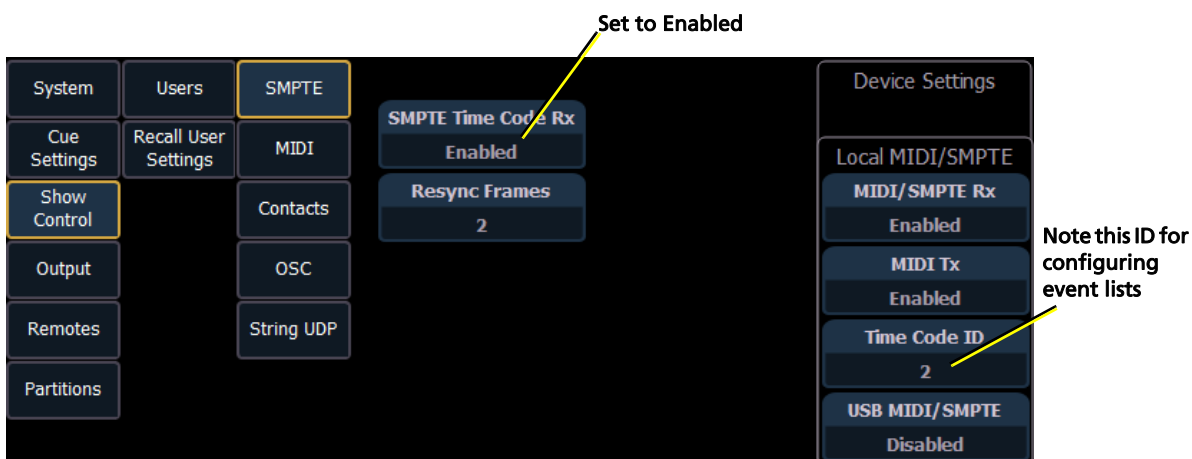 Set to Enabled
System
Users
SMPTE
Cue
Settings
Recall User
Settings
MIDI
Show
Control
Contacts
Output
OSC
Remotes
String UDP
Partitions
SMPTE Time Code Rx
Enabled
Resync Frames
2
Device Settings
Local MIDI/SMPTE
MIDI/SMPTE Rx
Enabled
MIDI Tx
Enabled
Time Code ID
2
USB MIDI/SMPTE
Disabled
Note this ID for
configuring
event lists